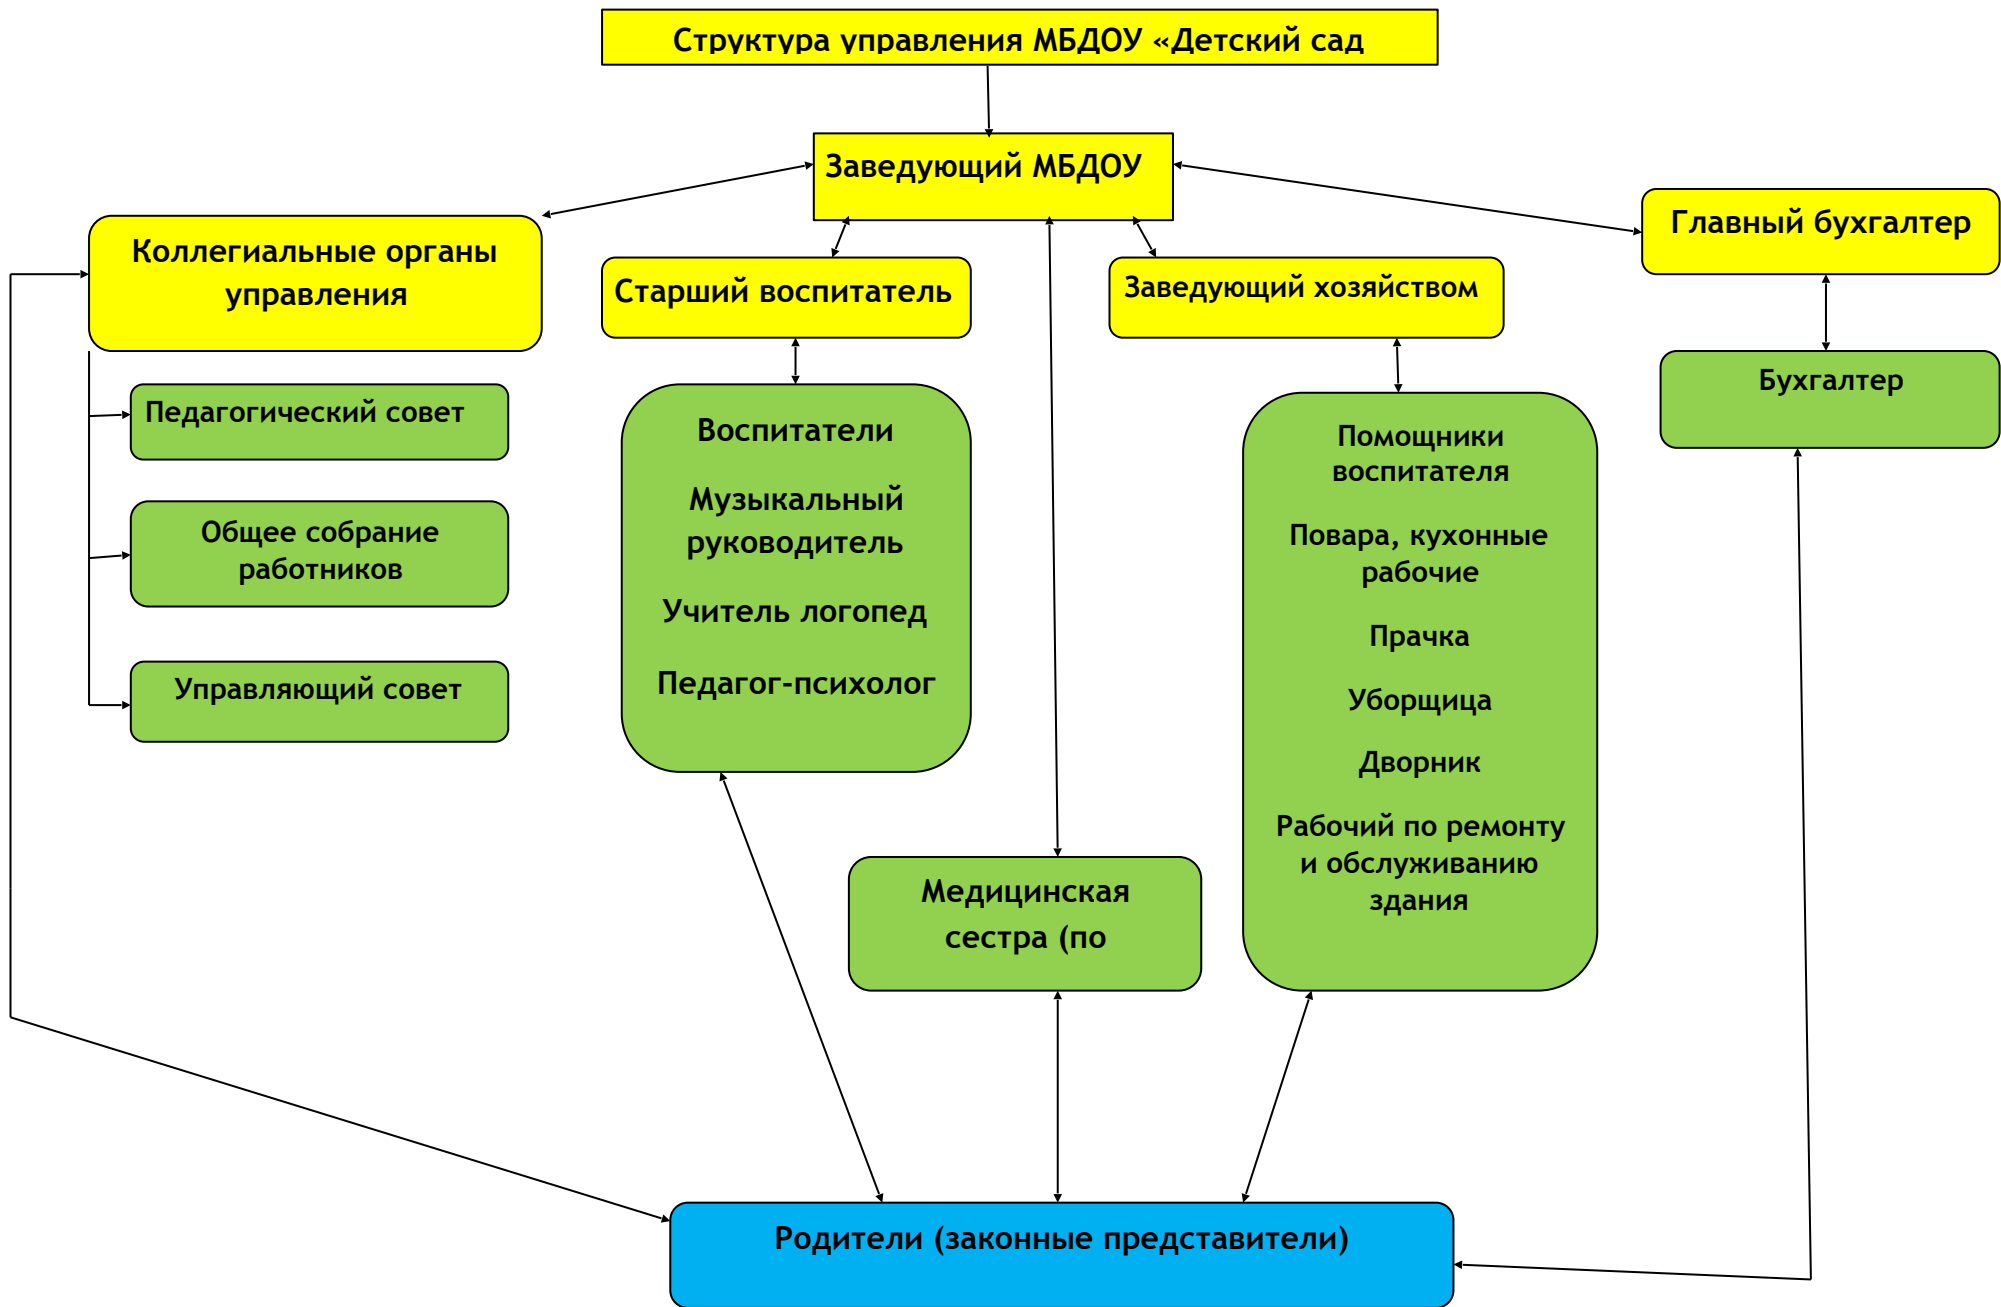 Структура управления МБДОУ «Детский сад
Заведующий МБДОУ
Главный бухгалтер
Коллегиальные органы
управления
Старший воспитатель
Заведующий хозяйством
Бухгалтер
Педагогический совет
Общее собрание
работников
Управляющий совет
Воспитатели
Музыкальный
руководитель
Учитель логопед
Педагог-психолог
Помощники
воспитателя
Повара, кухонные
рабочие
Прачка
Уборщица
Дворник
Рабочий по ремонту
и обслуживанию
здания
Медицинская
сестра (по
Родители (законные представители)